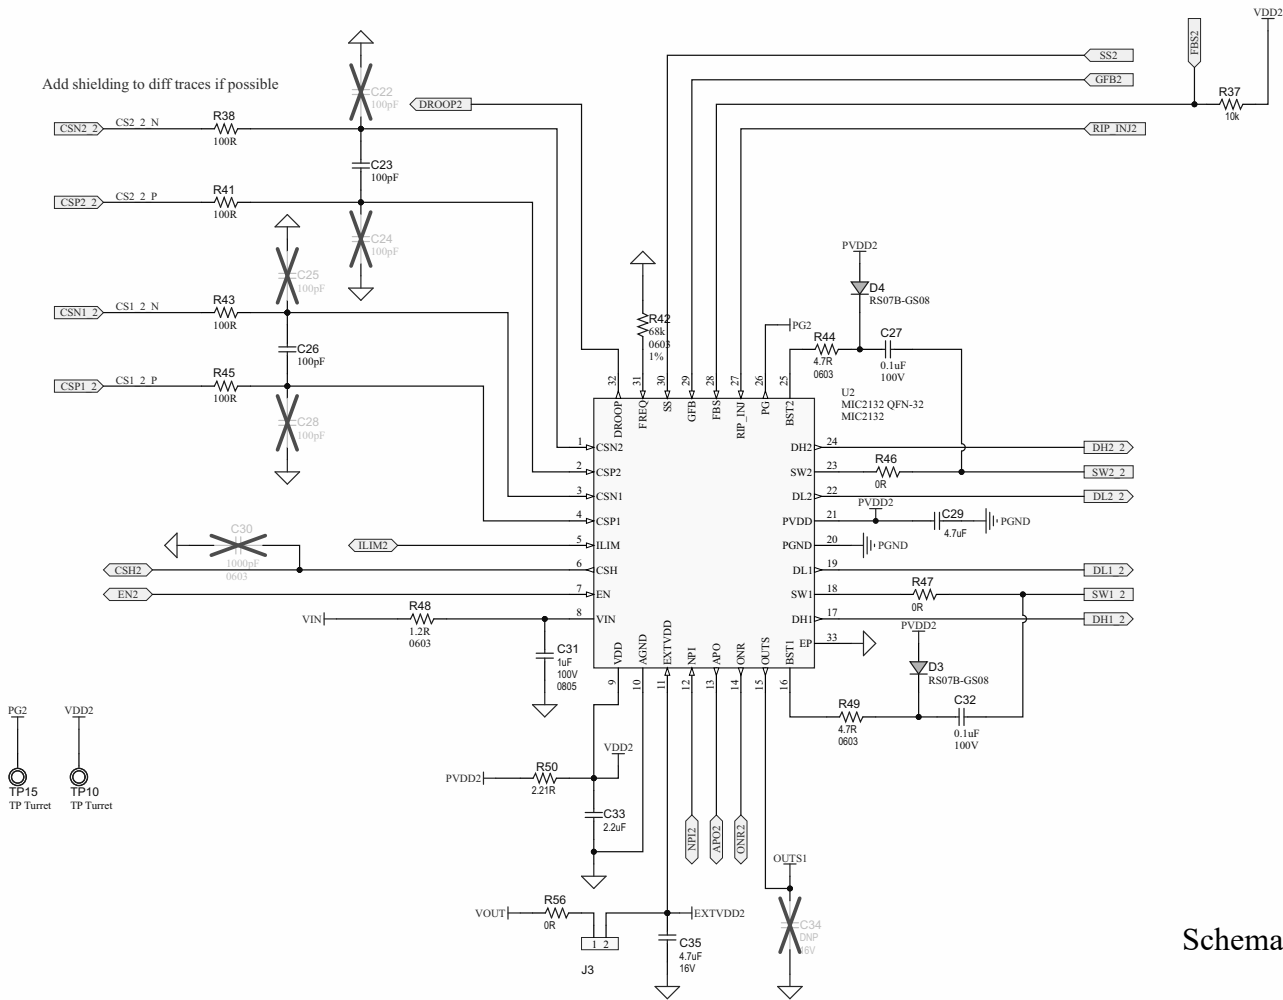 VDD2
FBS2
SS2
Add shielding to diff traces if possible
GFB2
C22
100pF
DROOP2
R37
10k
CSN2_2
CS2_2_N
R38
100R
RIP_INJ2
C23
100pF
CSP2_2
CS2_2_P
R41
100R
C24
100pF
PVDD2
C25
100pF
D4
RS07B-GS08
CSN1_2
CS1_2_N
R43
100R
R42
68k
0603
1%
PG2
R44
4.7R
0603
C27
0.1uF
100V
C26
100pF
CSP1_2
CS1_2_P
R45
100R
C28
100pF
32
31
30
29
28
27
26
25
DROOP
FREQ
SS
GFB
FBS
RIP_INJ
PG
BST2
U2
MIC2132 QFN-32
MIC2132
1
CSN2
2
CSP2
3
CSN1
4
CSP1
5
ILIM
6
CSH
7
EN
8
VIN
DH2
24
DH2_2
SW2
23
R46
0R
SW2_2
DL2
22
DL2_2
PVDD
21
PVDD2
C29
4.7uF
PGND
PGND
20
PGND
DL1
19
DL1_2
SW1
18
R47
0R
SW1_2
DH1
17
DH1_2
EP
33
C30
1000pF
0603
ILIM2
CSH2
EN2
VIN
R48
1.2R
0603
C31
1uF
100V
0805
VDD
AGND
EXTVDD
NPI
APO
ONR
OUTS
BST1
9
10
11
12
13
14
15
16
PVDD2
D3
RS07B-GS08
R49
4.7R
0603
C32
0.1uF
100V
PG2
VDD2
TP15
TP Turret
TP10
TP Turret
VDD2
PVDD2
R50
2.21R
C33
2.2uF
NPI2
APO2
ONR2
OUTS1
VOUT
R56
0R
1 2
J3
EXTVDD2
C35
4.7uF
16V
C34
DNP
16V
Schema